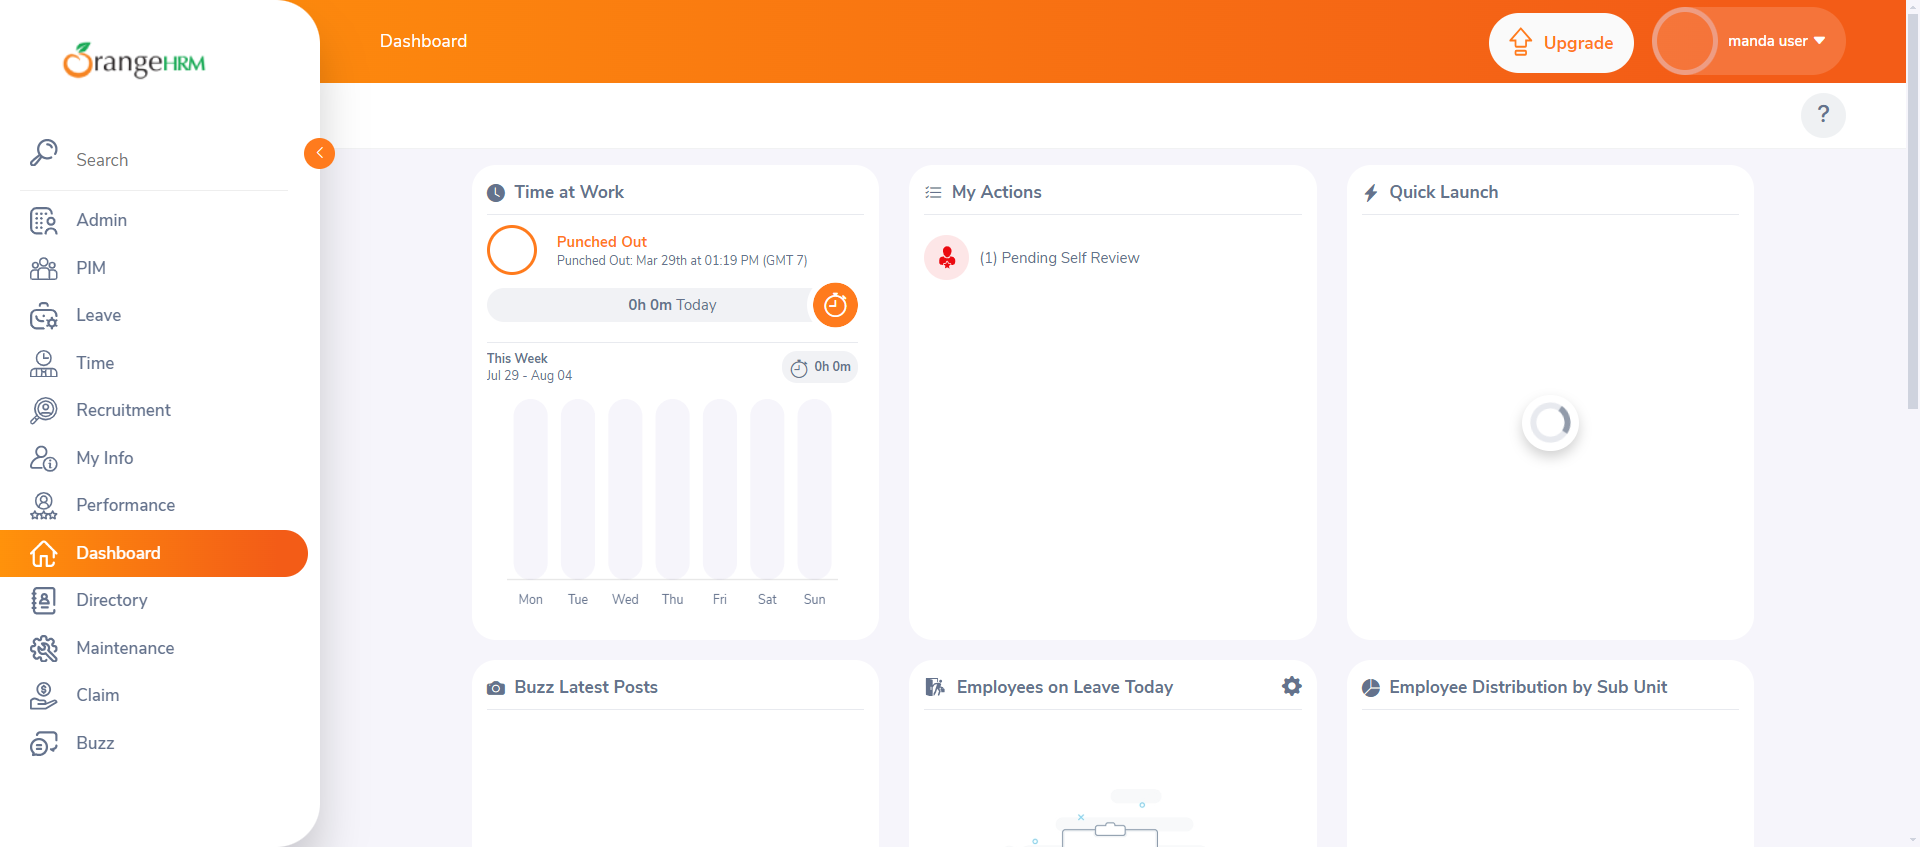 OrangeHRM
Dashboard
Upgrade
manda user
?
Search
Admin
PIM
Leave
Time
Recruitment
My Info
Performance
Dashboard
Directory
Maintenance
Claim
Buzz
Time at Work
Punched Out
Punched Out: Mar 29th at 01:19 PM (GMT 7)
0h 0m Today
This Week
Jul 29 - Aug 04
0h 0m
Mon Tue Wed Thu Fri Sat Sun
My Actions
(1) Pending Self Review
Quick Launch
Buzz Latest Posts
Employees on Leave Today
Employee Distribution by Sub Unit